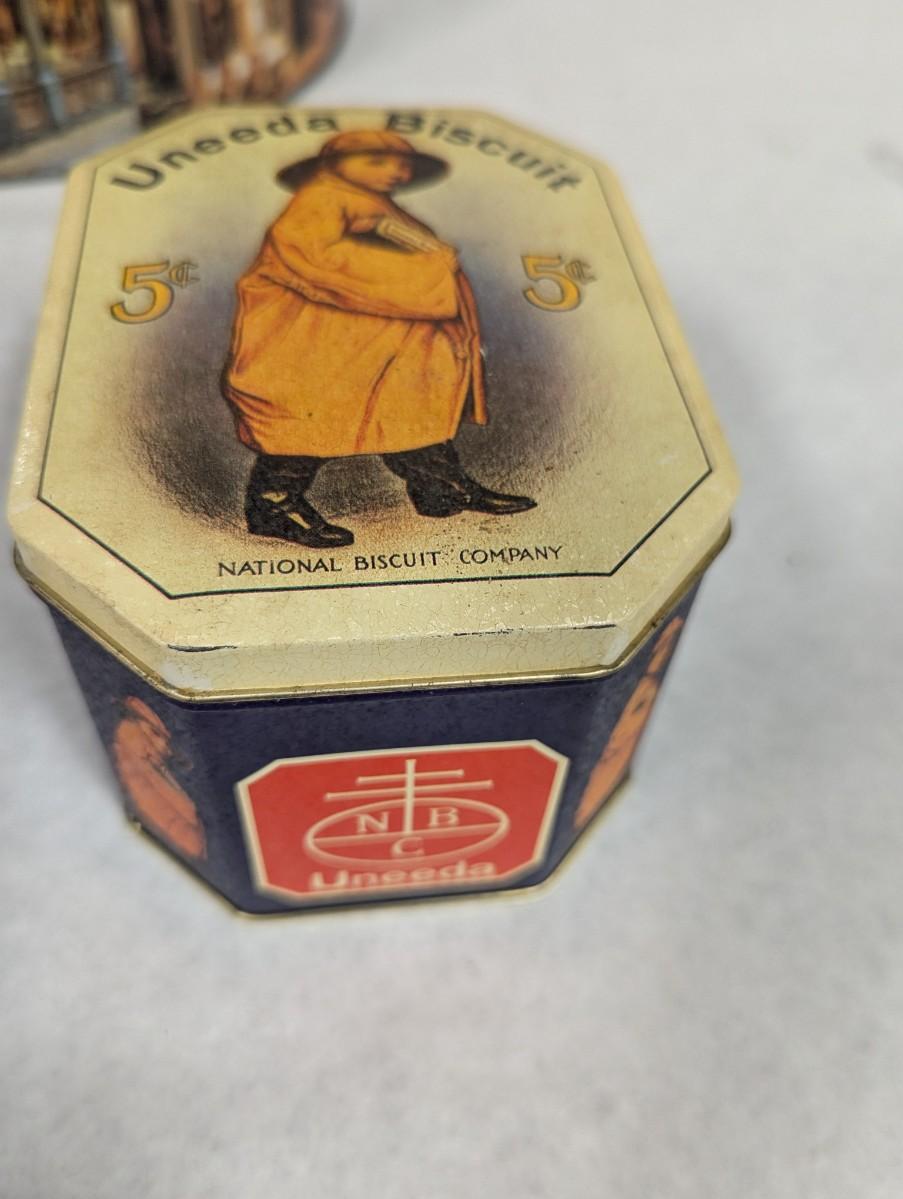 Uneeda Biscuit
5¢ 5¢
NATIONAL BISCUIT COMPANY
N B
C
Uneeda